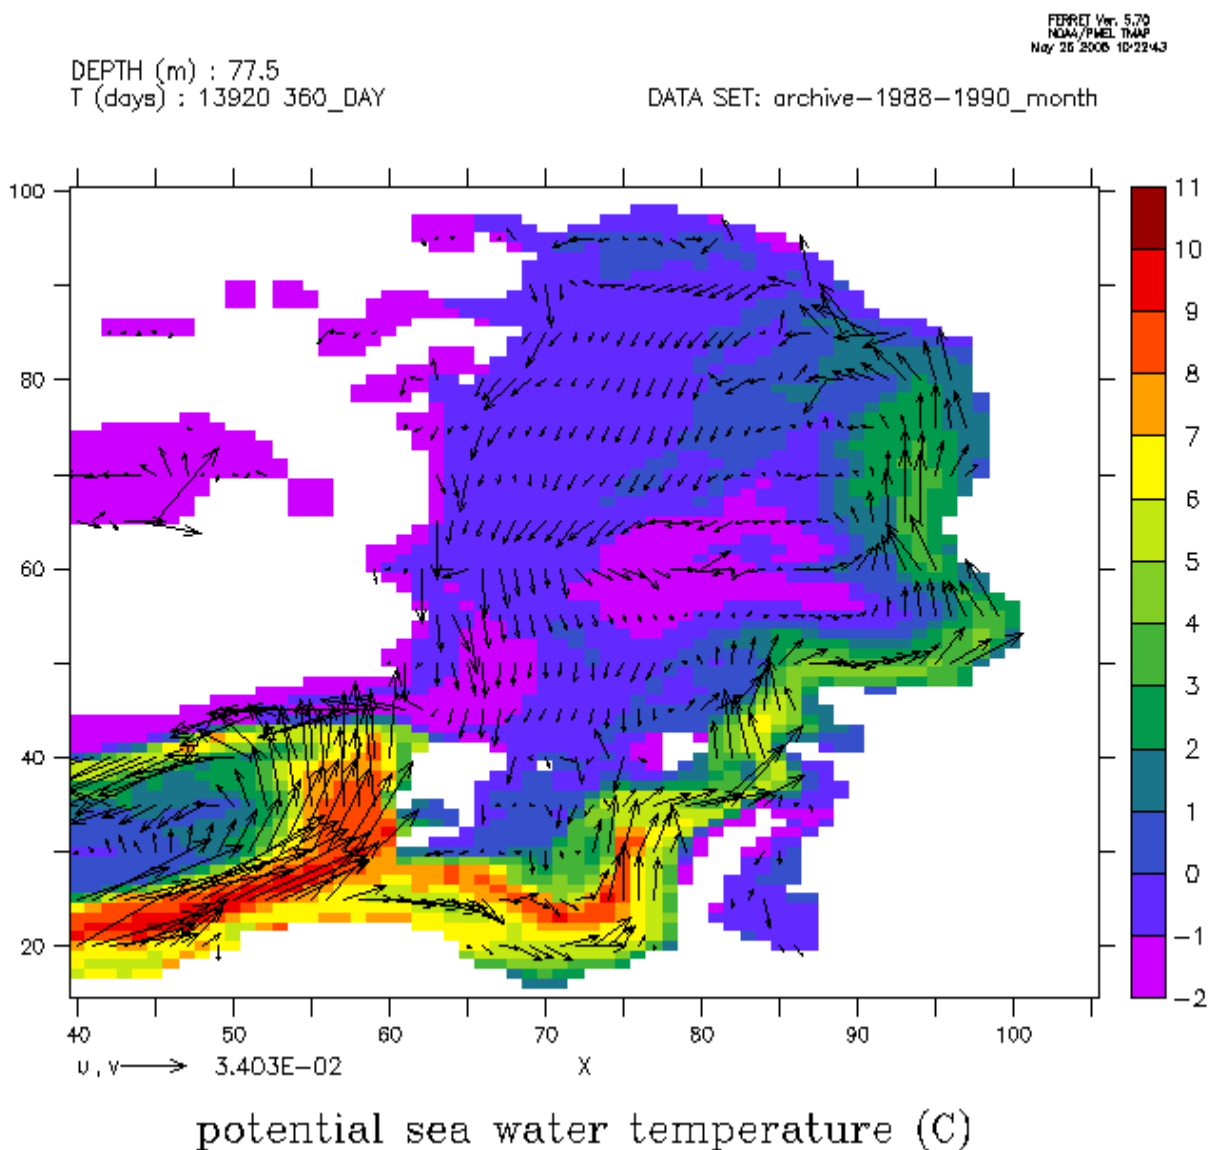 FERRET Ver. 5.70
NOAA/PMEL TMAP
May 26 2006 10:22:43
DEPTH (m) : 77.5
T (days) : 13920 360_DAY
DATA SET: archive-1988-1990_month
100
80
60
40
20
40 50 60 70 80 90 100
X
u,v 3.403E-02
11
10
9
8
7
6
5
4
3
2
1
0
-1
-2
potential sea water temperature (C)